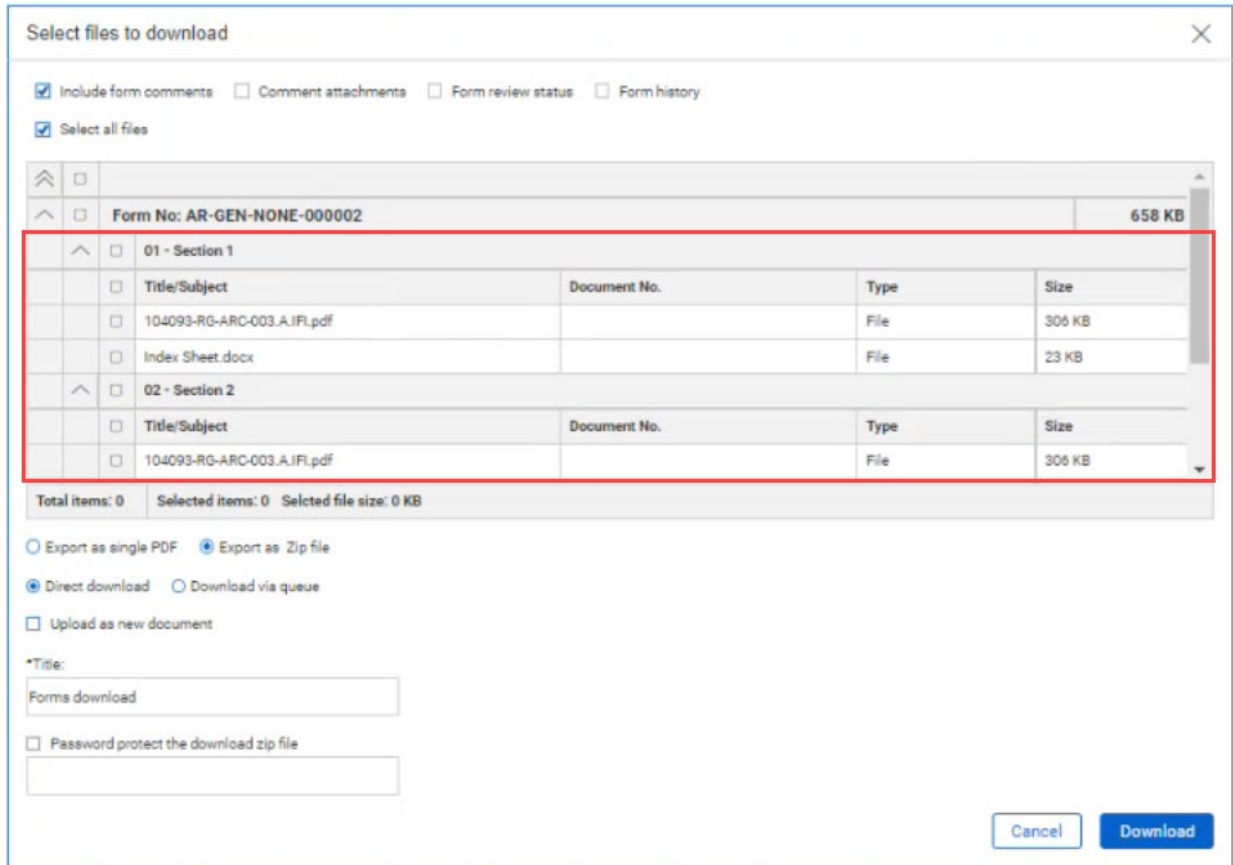 Select files to download
Include form comments Comment attachments Form review status Form history
Select all files
Form No: AR-GEN-NONE-000002 658 KB
01 - Section 1
Title/Subject Document No. Type Size
104093-RG-ARC-003.A.IFI.pdf File 306 KB
Index Sheet.docx File 23 KB
02 - Section 2
Title/Subject Document No. Type Size
104093-RG-ARC-003.A.IFI.pdf File 306 KB
Total items: 0 Selected items: 0 Selcted file size: 0 KB
Export as single PDF Export as Zip file
Direct download Download via queue
Upload as new document
*Title:
Forms download
Password protect the download zip file
Cancel Download